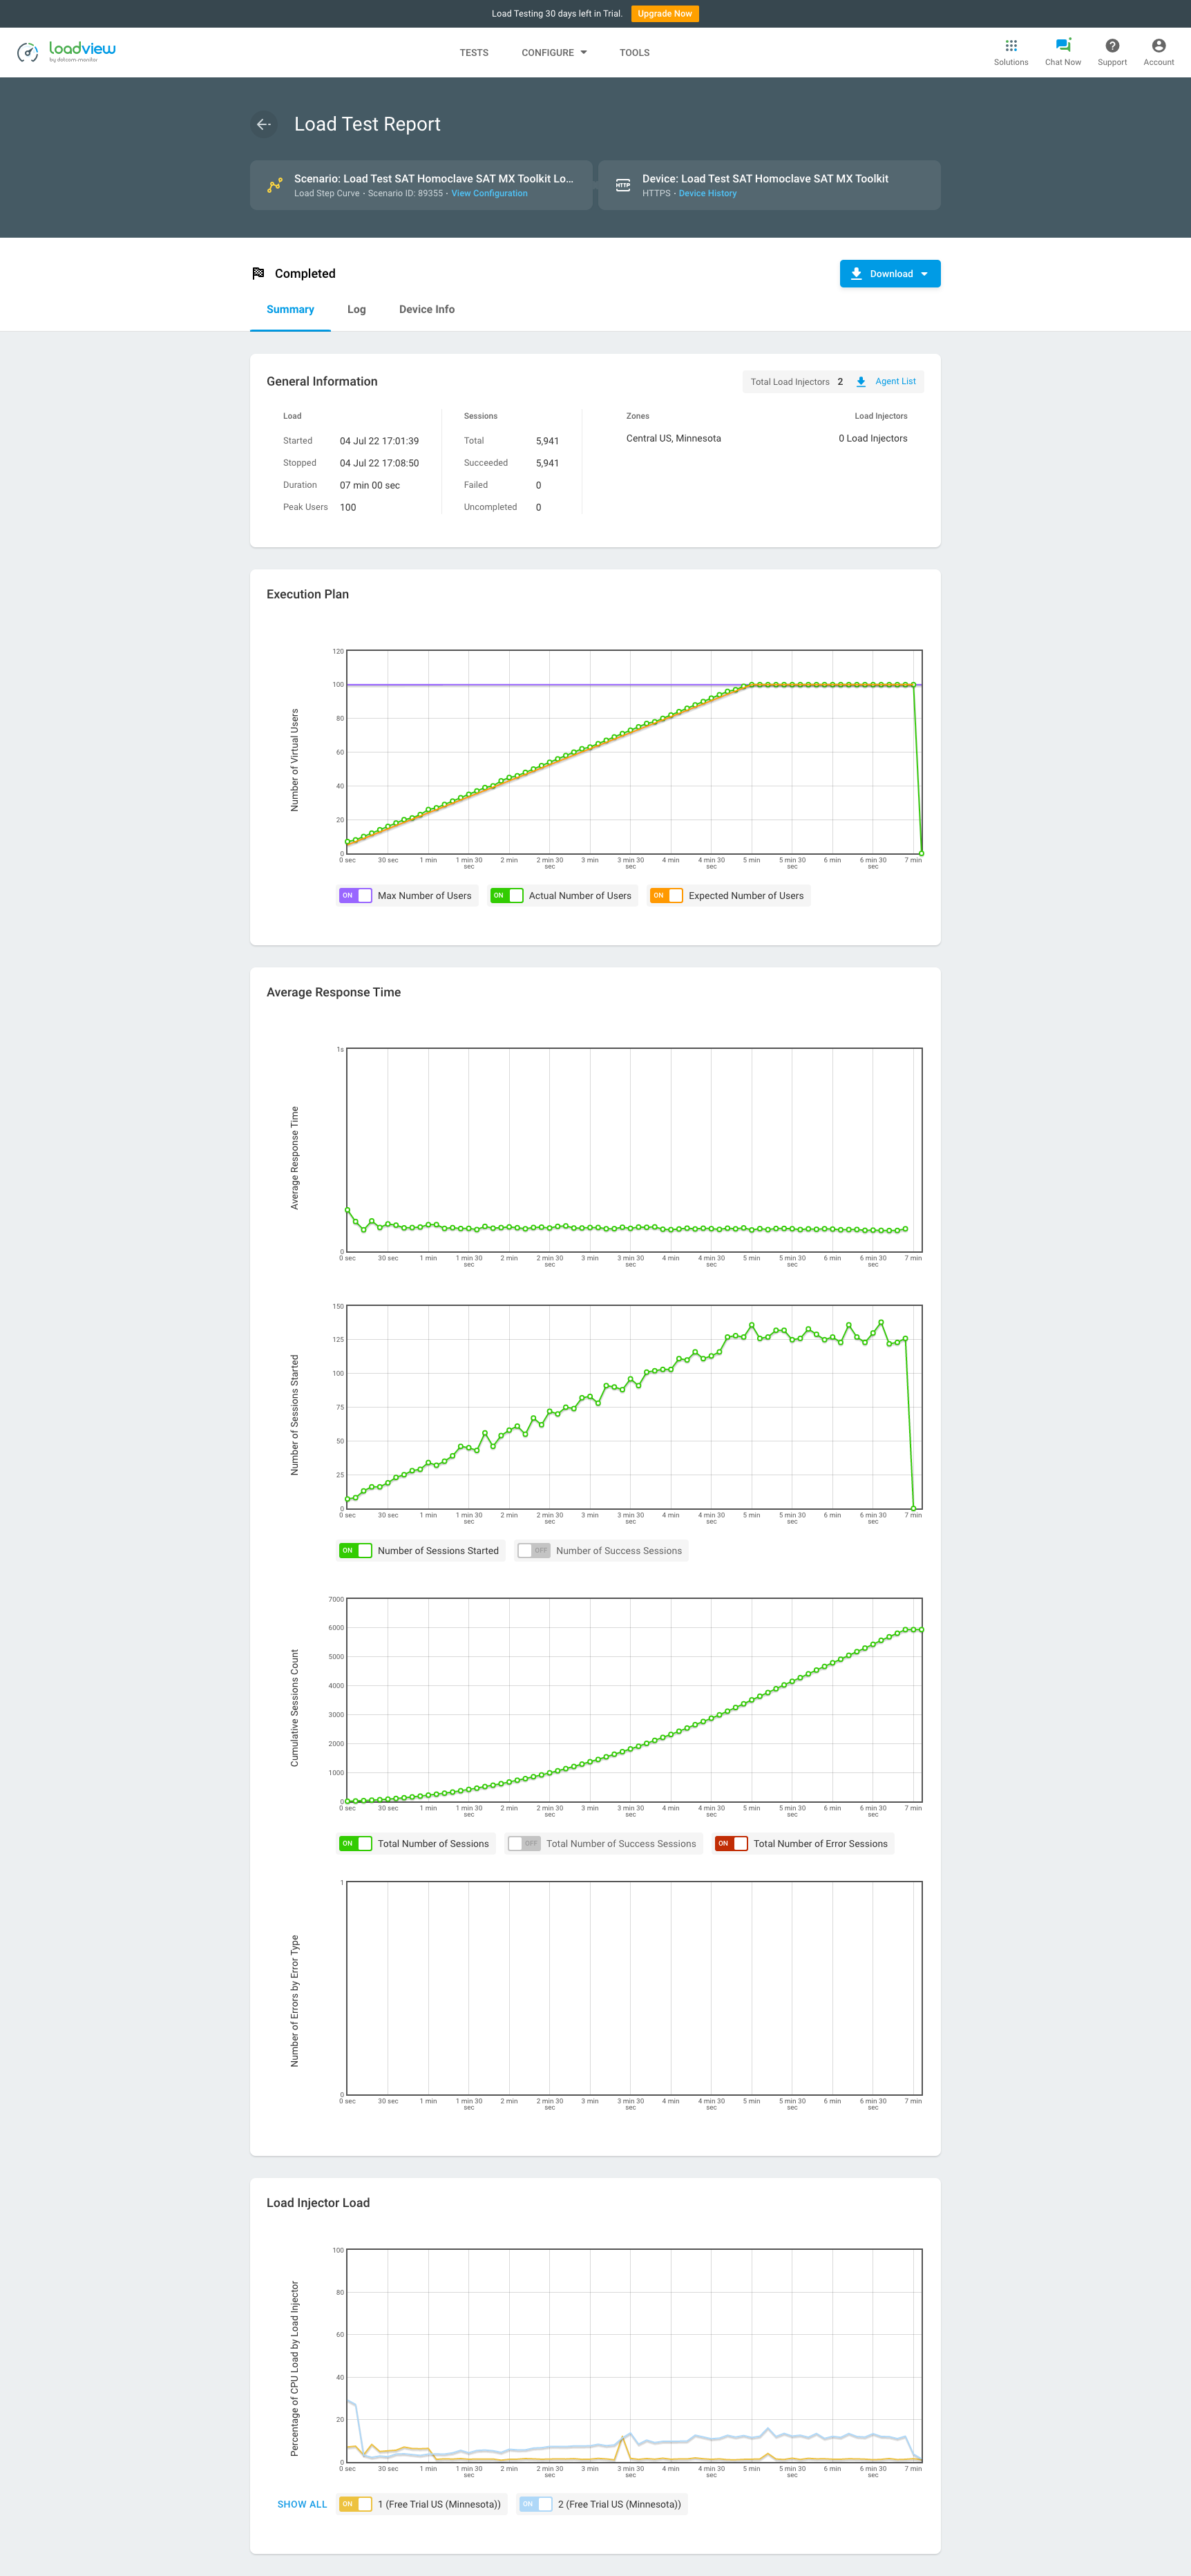 Load Testing 30 days left in Trial. Upgrade Now
loadview
by dotcom-monitor
TESTS CONFIGURE TOOLS
Solutions Chat Now Support Account
Load Test Report
Scenario: Load Test SAT Homoclave SAT MX Toolkit Lo...
Load Step Curve • Scenario ID: 89355 • View Configuration
HTTP
Device: Load Test SAT Homoclave SAT MX Toolkit
HTTPS • Device History
Completed
Download
Summary Log Device Info
General Information
Total Load Injectors 2 Agent List
Load
Started 04 Jul 22 17:01:39
Stopped 04 Jul 22 17:08:50
Duration 07 min 00 sec
Peak Users 100
Sessions
Total 5,941
Succeeded 5,941
Failed 0
Uncompleted 0
Zones Load Injectors
Central US, Minnesota 0 Load Injectors
Execution Plan
Number of Virtual Users
120
100
80
60
40
20
0
0 sec 30 sec 1 min 1 min 30 sec 2 min 2 min 30 sec 3 min 3 min 30 sec 4 min 4 min 30 sec 5 min 5 min 30 sec 6 min 6 min 30 sec 7 min
ON Max Number of Users ON Actual Number of Users ON Expected Number of Users
Average Response Time
Average Response Time
1s
0
0 sec 30 sec 1 min 1 min 30 sec 2 min 2 min 30 sec 3 min 3 min 30 sec 4 min 4 min 30 sec 5 min 5 min 30 sec 6 min 6 min 30 sec 7 min
Number of Sessions Started
150
125
100
75
50
25
0
0 sec 30 sec 1 min 1 min 30 sec 2 min 2 min 30 sec 3 min 3 min 30 sec 4 min 4 min 30 sec 5 min 5 min 30 sec 6 min 6 min 30 sec 7 min
ON Number of Sessions Started OFF Number of Success Sessions
Cumulative Sessions Count
7000
6000
5000
4000
3000
2000
1000
0
0 sec 30 sec 1 min 1 min 30 sec 2 min 2 min 30 sec 3 min 3 min 30 sec 4 min 4 min 30 sec 5 min 5 min 30 sec 6 min 6 min 30 sec 7 min
ON Total Number of Sessions OFF Total Number of Success Sessions ON Total Number of Error Sessions
Number of Errors by Error Type
1
0
0 sec 30 sec 1 min 1 min 30 sec 2 min 2 min 30 sec 3 min 3 min 30 sec 4 min 4 min 30 sec 5 min 5 min 30 sec 6 min 6 min 30 sec 7 min
Load Injector Load
Percentage of CPU Load by Load Injector
100
80
60
40
20
0
0 sec 30 sec 1 min 1 min 30 sec 2 min 2 min 30 sec 3 min 3 min 30 sec 4 min 4 min 30 sec 5 min 5 min 30 sec 6 min 6 min 30 sec 7 min
SHOW ALL ON 1 (Free Trial US (Minnesota)) ON 2 (Free Trial US (Minnesota))